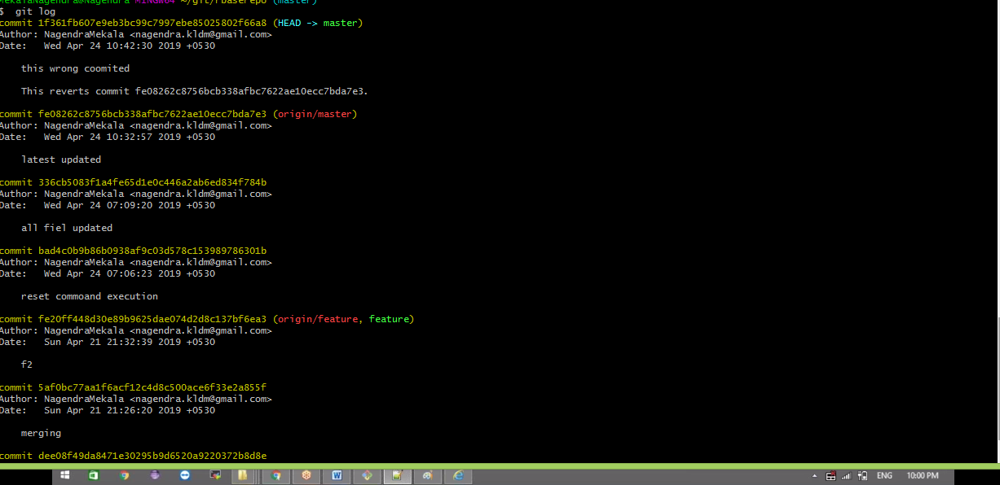 MekalaNagendra@Nagendra MINGW64 ~/git/rbaserepo (master)
$ git log
commit 1f361fb607e9eb3bc99c7997ebe85025802f66a8 (HEAD -> master)
Author: NagendraMekala <nagendra.kldm@gmail.com>
Date: Wed Apr 24 10:42:30 2019 +0530
this wrong coomited
This reverts commit fe08262c8756bcb338afbc7622ae10ecc7bda7e3.
commit fe08262c8756bcb338afbc7622ae10ecc7bda7e3 (origin/master)
Author: NagendraMekala <nagendra.kldm@gmail.com>
Date: Wed Apr 24 10:32:57 2019 +0530
latest updated
commit 336cb5083f1a4fe65d1e0c446a2ab6ed834f784b
Author: NagendraMekala <nagendra.kldm@gmail.com>
Date: Wed Apr 24 07:09:20 2019 +0530
all fiel updated
commit bad4c0b9b86b0938af9c03d578c153989786301b
Author: NagendraMekala <nagendra.kldm@gmail.com>
Date: Wed Apr 24 07:06:23 2019 +0530
reset commoand execution
commit fe20ff448d30e89b9625dae074d2d8c137bf6ea3 (origin/feature, feature)
Author: NagendraMekala <nagendra.kldm@gmail.com>
Date: Sun Apr 21 21:32:39 2019 +0530
f2
commit 5af0bc77aa1f6acf12c4d8c500ace6f33e2a855f
Author: NagendraMekala <nagendra.kldm@gmail.com>
Date: Sun Apr 21 21:26:20 2019 +0530
merging
commit dee08f49da8471e30295b9d6520a9220372b8d8e
ENG 10:00 PM